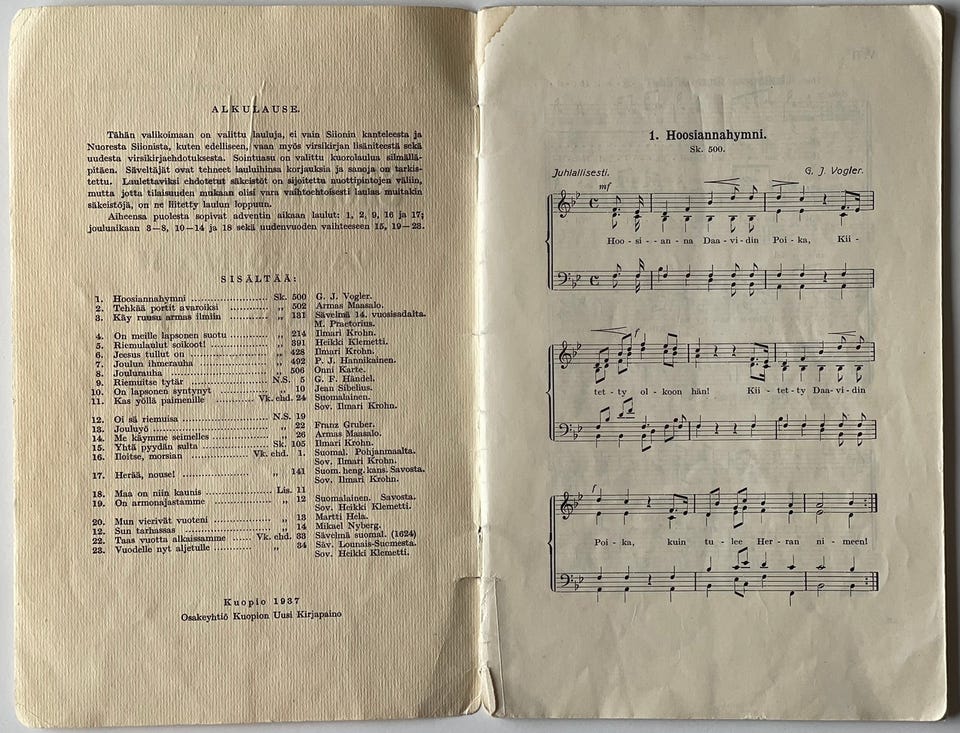 ALKULAUSE.
Tähän valikoimaan on valittu lauluja, ei vain Siionin kanteleesta ja
Nuoresta Siionista, kuten edelliseen, vaan myös virsikirjan lisäniteestä sekä
uudesta virsikirjaehdotuksesta. Sointuasu on valittu kuorolaulua silmällä-
pitäen. Säveltäjät ovat tehneet lauluihinsa korjauksia ja sanoja on tarkis-
tettu. Laulettaviksi ehdotetut säkeistöt on sijoitettu nuottipintojen väliin,
mutta jotta tilaisuuden mukaan olisi vara vaihtoehtoisesti laulaa muitakin
säkeistöjä, on ne liitetty laulun loppuun.
Aiheensa puolesta sopivat adventin aikaan laulut: 1, 2, 9, 16 ja 17;
jouluaikaan 3—8, 10—14 ja 18 sekä uudenvuoden vaihteeseen 15, 19—23.
SISÄLTÄÄ:
1. Hoosiannahymni ........ Sk. 500 G. J. Vogler.
2. Tehkää portit avaroiksi ........ „ 502 Armas Maasalo.
3. Käy ruusu armas ilmiin ........ „ 131 Sävelmä 14. vuosisadalta.
M. Praetorius.
4. On meille lapsonen suotu ........ „ 214 Ilmari Krohn.
5. Riemulaulut soikoot! ........ „ 391 Heikki Klemetti.
6. Jeesus tullut on ........ „ 428 Ilmari Krohn.
7. Joulun ihmerauha ........ „ 492 P. J. Hannikainen.
8. Joulurauha ........ „ 506 Onni Karte.
9. Riemuitse tytär ........ N.S. 5 G. F. Händel.
10. On lapsonen syntynyt ........ „ 10 Jean Sibelius.
11. Kas yöllä paimenille ........ Vk. ehd. 24 Suomalainen.
Sov. Ilmari Krohn.
12. Oi sä riemuisa ........ N.S. 19
13. Jouluyö ........ „ 22 Franz Gruber.
14. Me käymme seimelles ........ „ 26 Armas Maasalo.
15. Yhtä pyydän sulta ........ Sk. 105 Ilmari Krohn.
16. Iloitse, morsian ........ Vk. ehd. 1. Suomal. Pohjanmaalta.
Sov. Ilmari Krohn.
17. Herää, nouse! ........ „ 141 Suom. heng. kans. Savosta.
Sov. Ilmari Krohn.
18. Maa on niin kaunis ........ Lis. 11
19. On armonajastamme ........ „ 12 Suomalainen. Savosta.
Sov. Heikki Klemetti.
20. Mun vierivät vuoteni ........ „ 13 Martti Hela.
12. Sun tarhassas ........ „ 14 Mikael Nyberg.
22. Taas vuotta alkaissamme ........ Vk. ehd. 33 Sävelmä suomal. (1624)
23. Vuodelle nyt aljetulle ........ „ 34 Säv. Lounais-Suomesta.
Sov. Heikki Klemetti.
Kuopio 1937
Osakeyhtiö Kuopion Uusi Kirjapaino
1. Hoosiannahymni.
Sk. 500.
Juhlallisesti. G. J. Vogler.
mf
Hoo - si - an - na Daa - vi - din Poi - ka, Kii -
f
tet - ty ol - koon hän! Kii - tet - ty Daa - vi - din
f
Poi - ka, kuin tu - lee Her - ran ni - meen!